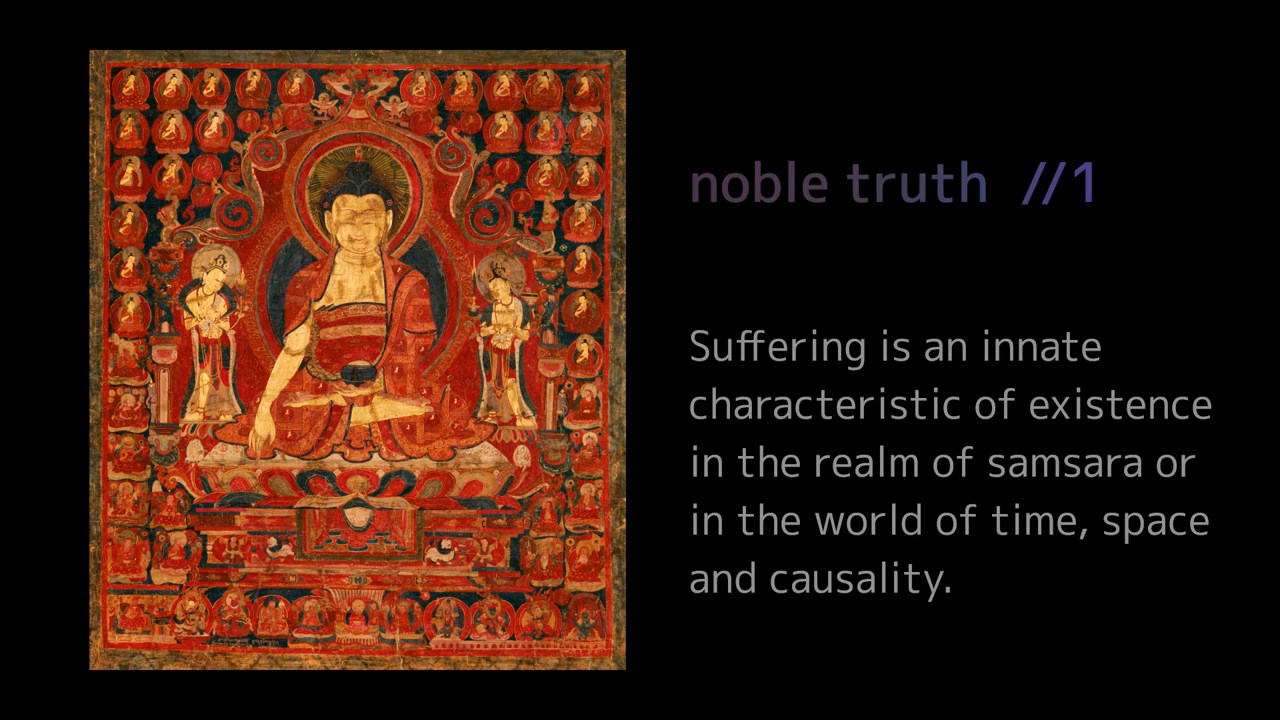 noble truth //1
Suffering is an innate
characteristic of existence
in the realm of samsara or
in the world of time, space
and causality.